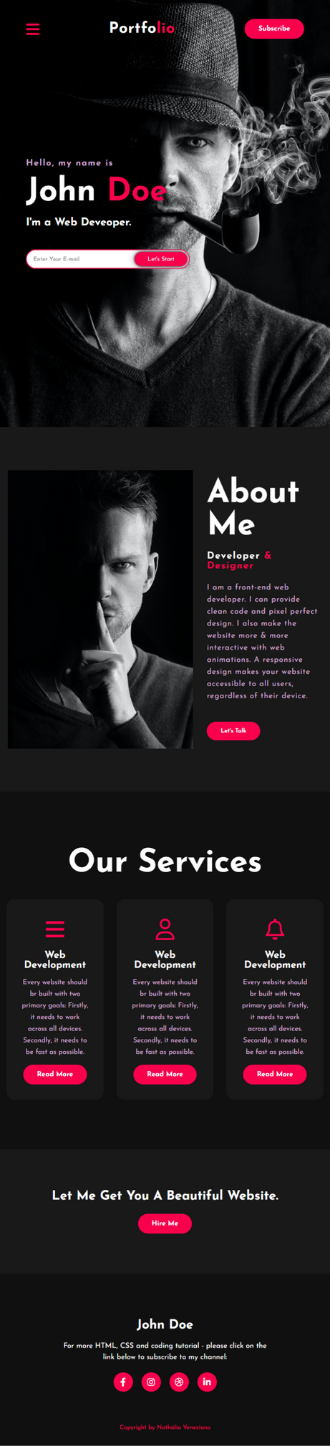 Portfolio
Subscribe
Hello, my name is
John Doe
I'm a Web Deveoper.
Enter Your E-mail
Let's Start
About
Me
Developer &
Designer
I am a front-end web
developer. I can provide
clean code and pixel perfect
design. I also make the
website more & more
interactive with web
animations. A responsive
design makes your website
accessible to all users,
regardless of their device.
Let's Talk
Our Services
Web
Development
Every website should
br built with two
primary goals: Firstly,
it needs to work
across all devices.
Secondly, it needs to
be fast as possible.
Read More
Web
Development
Every website should
br built with two
primary goals: Firstly,
it needs to work
across all devices.
Secondly, it needs to
be fast as possible.
Read More
Web
Development
Every website should
br built with two
primary goals: Firstly,
it needs to work
across all devices.
Secondly, it needs to
be fast as possible.
Read More
Let Me Get You A Beautiful Website.
Hire Me
John Doe
For more HTML, CSS and coding tutorial - please click on the
link below to subscribe to my channel:
Copyright by